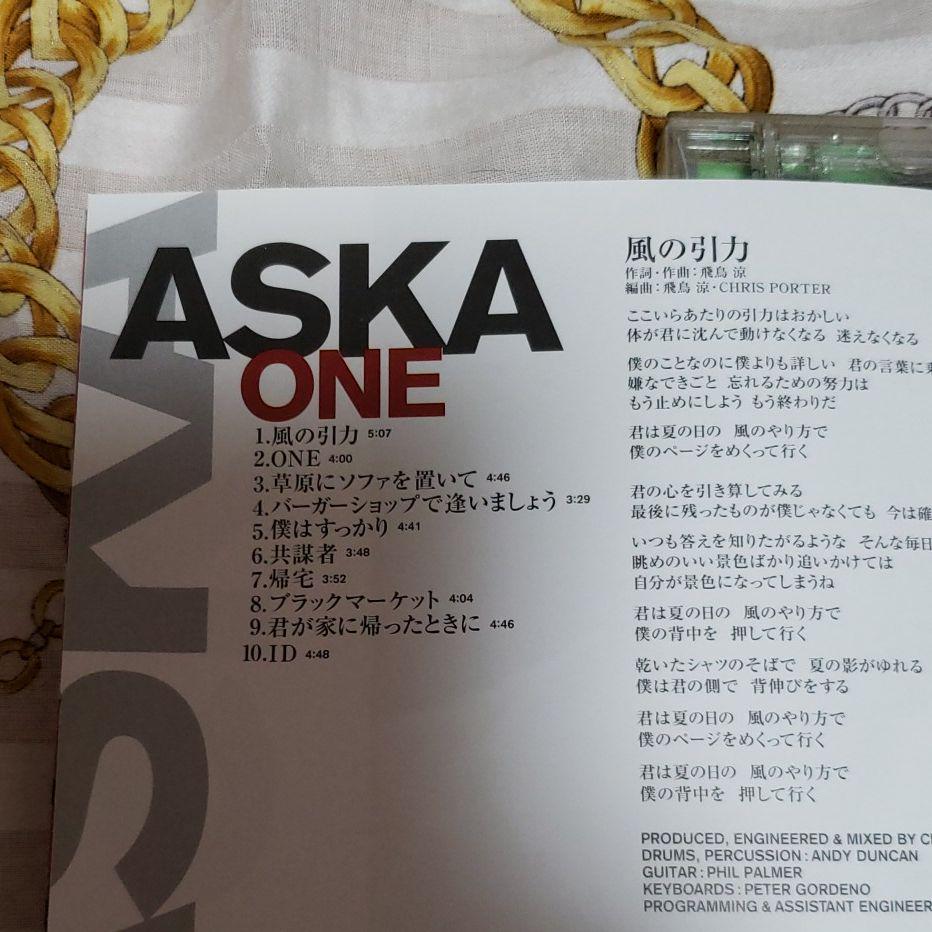 ASKA
ONE
1.風の引力 5:07
2.ONE 4:00
3.草原にソファを置いて 4:46
4.バーガーショップで逢いましょう 3:29
5.僕はすっかり 4:41
6.共謀者 3:48
7.帰宅 3:52
8.ブラックマーケット 4:04
9.君が家に帰ったときに 4:46
10.ID 4:48
風の引力
作詞・作曲：飛鳥 涼
編曲：飛鳥 涼・CHRIS PORTER
ここいらあたりの引力はおかしい
体が君に沈んで動けなくなる 迷えなくなる
僕のことなのに僕よりも詳しい 君の言葉に
嫌なできごと 忘れるための努力は
もう止めにしよう もう終わりだ
君は夏の日の 風のやり方で
僕のページをめくって行く
君の心を引き算してみる
最後に残ったものが僕じゃなくても 今は確
いつも答えを知りたがるような そんな毎日
眺めのいい景色ばかり追いかけては
自分が景色になってしまうね
君は夏の日の 風のやり方で
僕の背中を 押して行く
乾いたシャツのそばで 夏の影がゆれる
僕は君の側で 背伸びをする
君は夏の日の 風のやり方で
僕のページをめくって行く
君は夏の日の 風のやり方で
僕の背中を 押して行く
PRODUCED, ENGINEERED & MIXED BY
DRUMS, PERCUSSION : ANDY DUNCAN
GUITAR : PHIL PALMER
KEYBOARDS : PETER GORDENO
PROGRAMMING & ASSISTANT ENGINEER